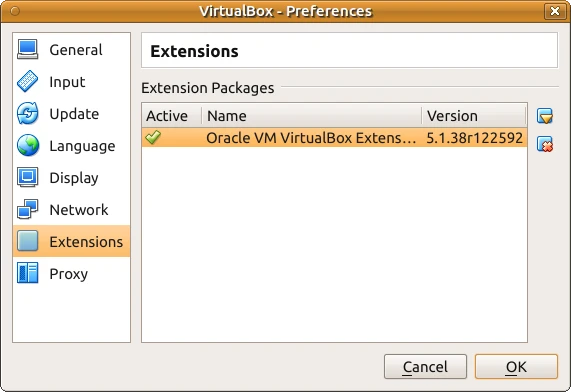 VirtualBox - Preferences
General
Input
Update
Language
Display
Network
Extensions
Proxy
Extensions
Extension Packages
Active Name Version
Oracle VM VirtualBox Extens... 5.1.38r122592
Cancel OK